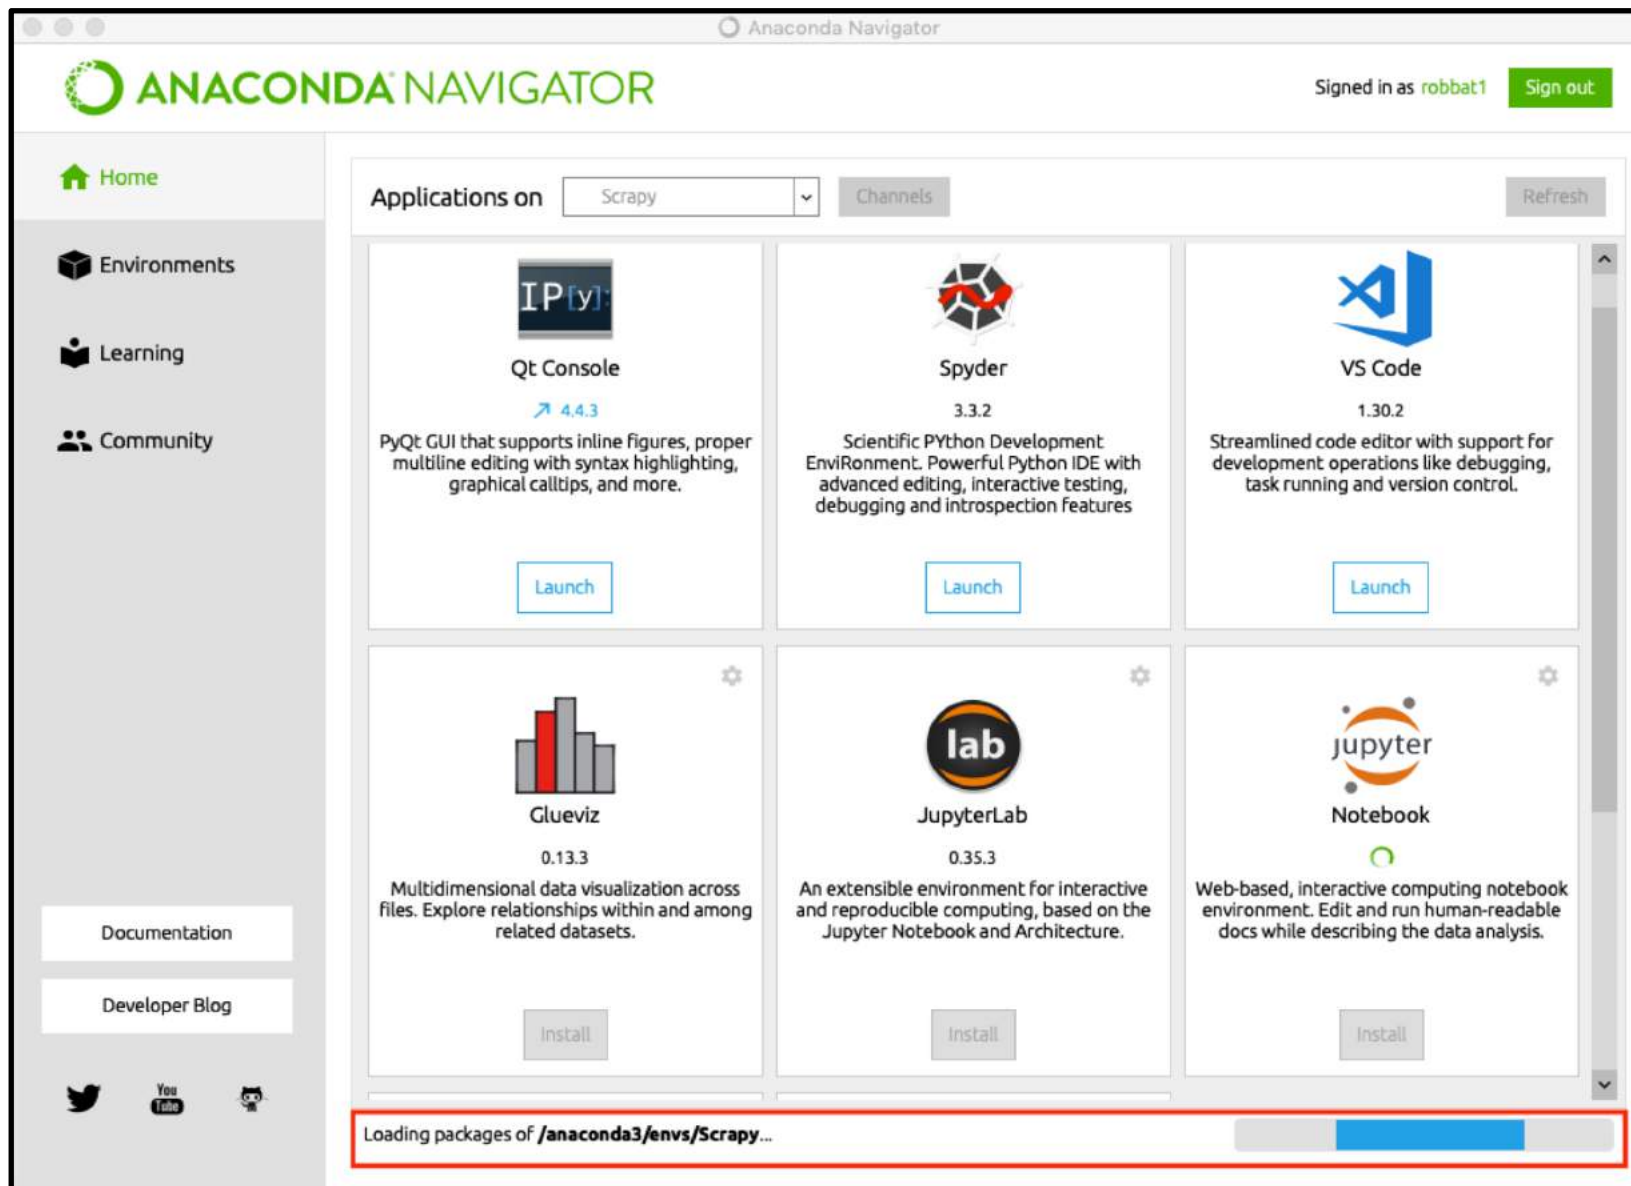 Anaconda Navigator
ANACONDA NAVIGATOR
Signed in as robbat1
Sign out
Home
Environments
Learning
Community
Documentation
Developer Blog
You
Tube
Applications on
Scrapy
Channels
Refresh
IP[y]:
Qt Console
4.4.3
PyQt GUI that supports inline figures, proper
multiline editing with syntax highlighting,
graphical calltips, and more.
Launch
Spyder
3.3.2
Scientific PYthon Development
EnviRonment. Powerful Python IDE with
advanced editing, interactive testing,
debugging and introspection features
Launch
VS Code
1.30.2
Streamlined code editor with support for
development operations like debugging,
task running and version control.
Launch
Glueviz
0.13.3
Multidimensional data visualization across
files. Explore relationships within and among
related datasets.
Install
lab
JupyterLab
0.35.3
An extensible environment for interactive
and reproducible computing, based on the
Jupyter Notebook and Architecture.
Install
jupyter
Notebook
Web-based, interactive computing notebook
environment. Edit and run human-readable
docs while describing the data analysis.
Install
Loading packages of /anaconda3/envs/Scrapy...